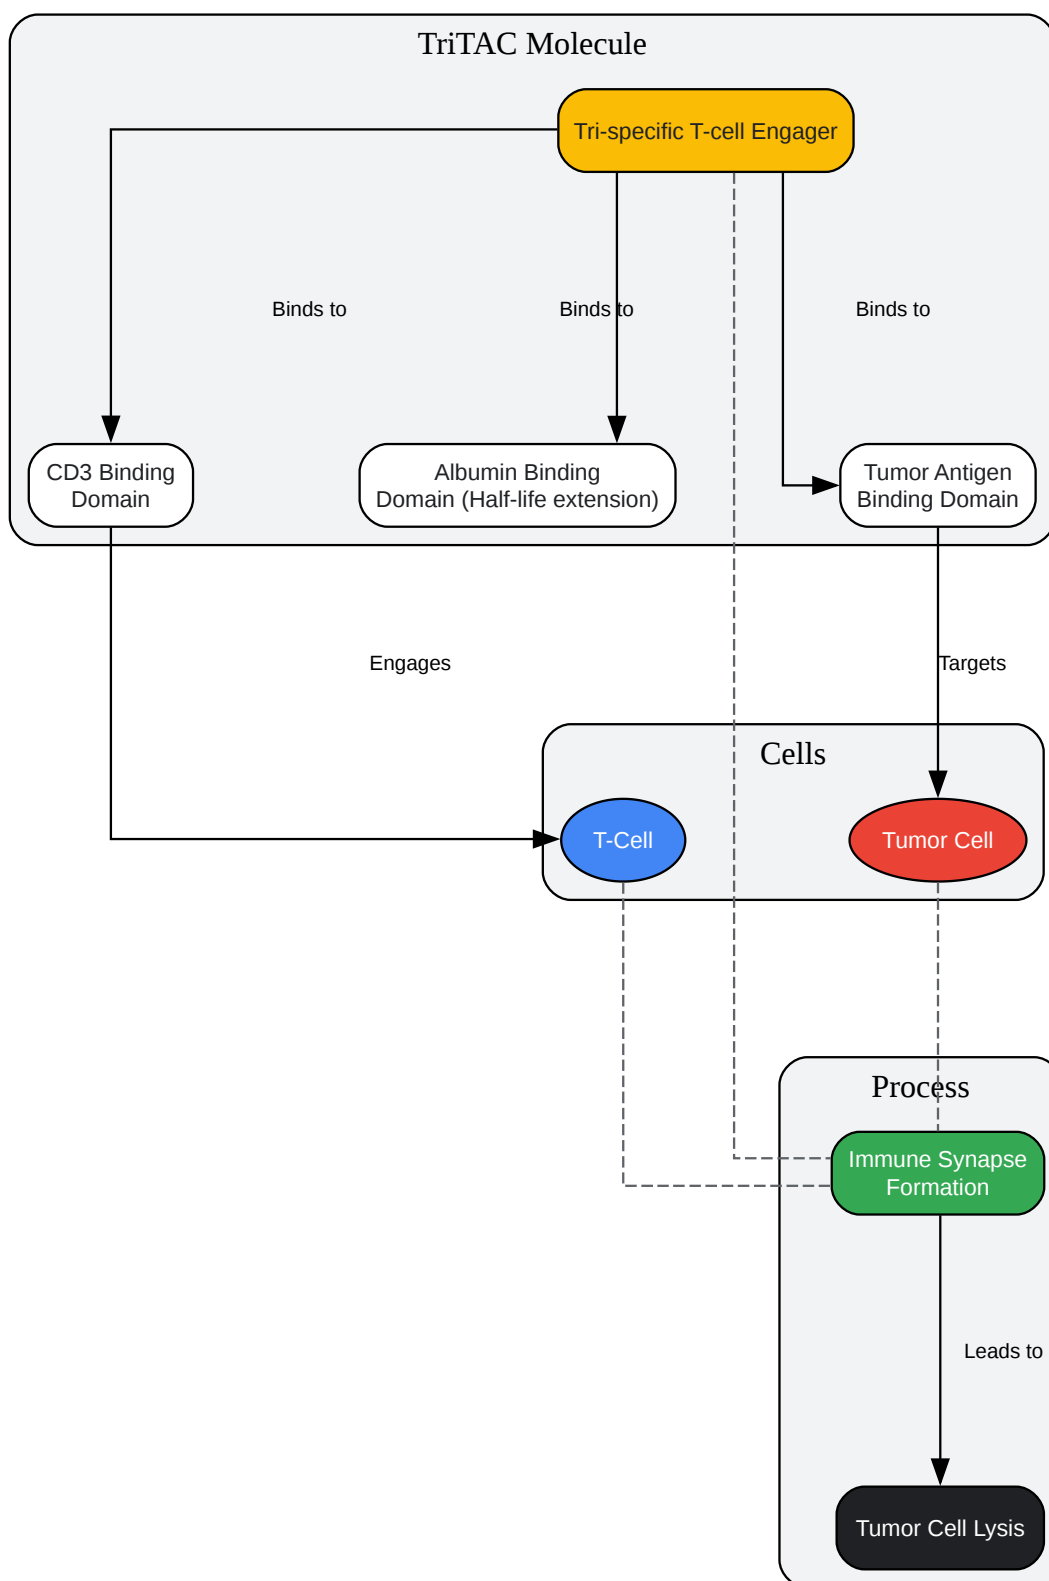 TriTAC Molecule
Tri-specific T-cell Engager
Binds to
Binds to
Binds to
CD3 Binding
Domain
Albumin Binding
Domain (Half-life extension)
Tumor Antigen
Binding Domain
Engages
Targets
Cells
T-Cell
Tumor Cell
Process
Immune Synapse
Formation
Leads to
Tumor Cell Lysis